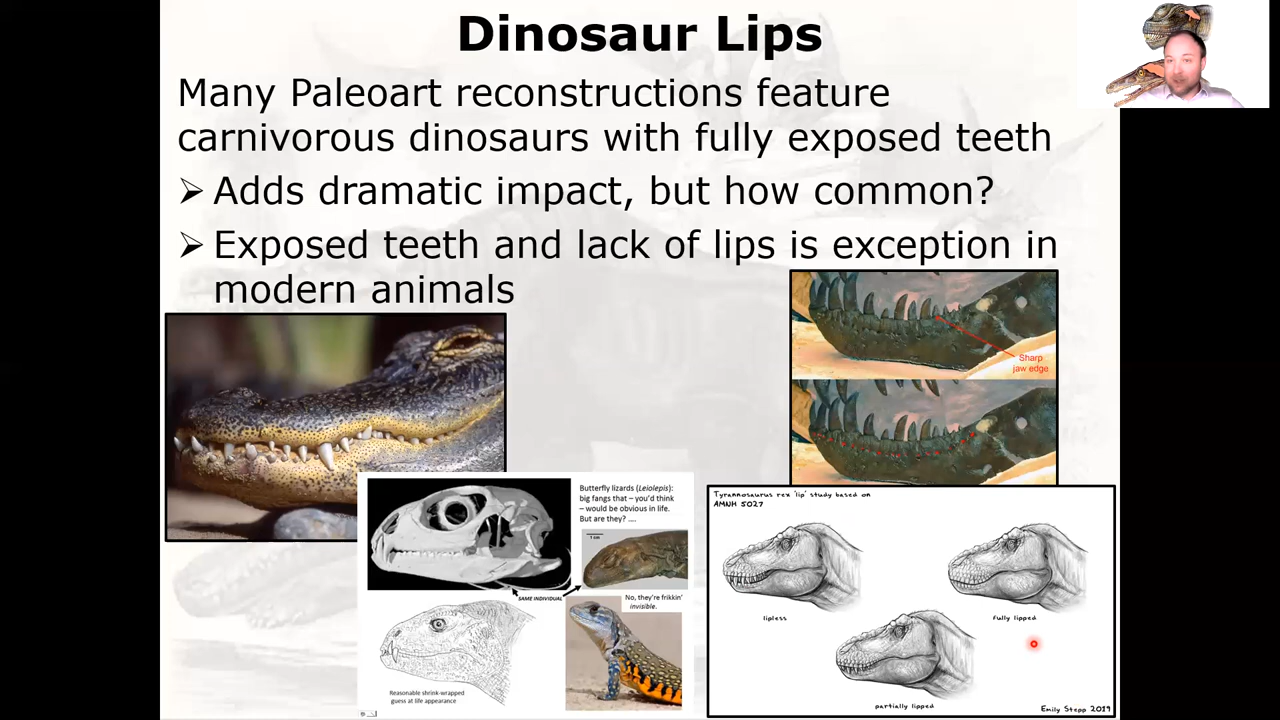 Dinosaur Lips
Many Paleoart reconstructions feature
carnivorous dinosaurs with fully exposed teeth
➢ Adds dramatic impact, but how common?
➢ Exposed teeth and lack of lips is exception in
modern animals
Sharp
jaw edge
Butterfly lizards (Leiolepis):
big fangs that – you'd think
– would be obvious in life.
But are they? ....
1 cm
SAME INDIVIDUAL
No, they're frikkin'
invisible.
Reasonable shrink-wrapped
guess at life appearance
Tyrannosaurus rex 'lip' study based on
AMNH 5027
lipless
fully lipped
partially lipped
Emily Stepp 2019